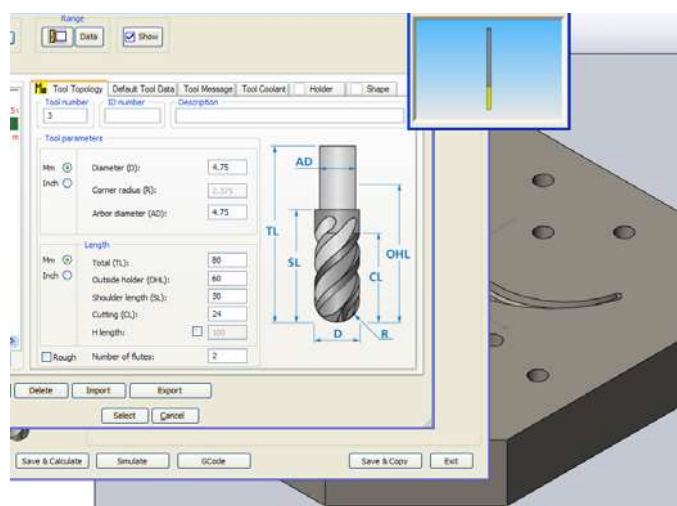 Range
Data
Show
Tool Topology
Default Tool Data
Tool Message
Tool Coolant
Holder
Shape
Tool number
ID number
Description
3
Tool parameters
Mm
Inch
Diameter (D): 4.75
Corner radius (R): 2.375
Arbor diameter (AD): 4.75
Length
Mm
Inch
Total (TL): 80
Outside holder (OHL): 60
Shoulder length (SL): 30
Cutting (CL): 24
H length: 100
Rough
Number of flutes: 2
AD
TL
SL
OHL
CL
D
R
Delete
Import
Export
Select
Cancel
Save & Calculate
Simulate
GCode
Save & Copy
Exit